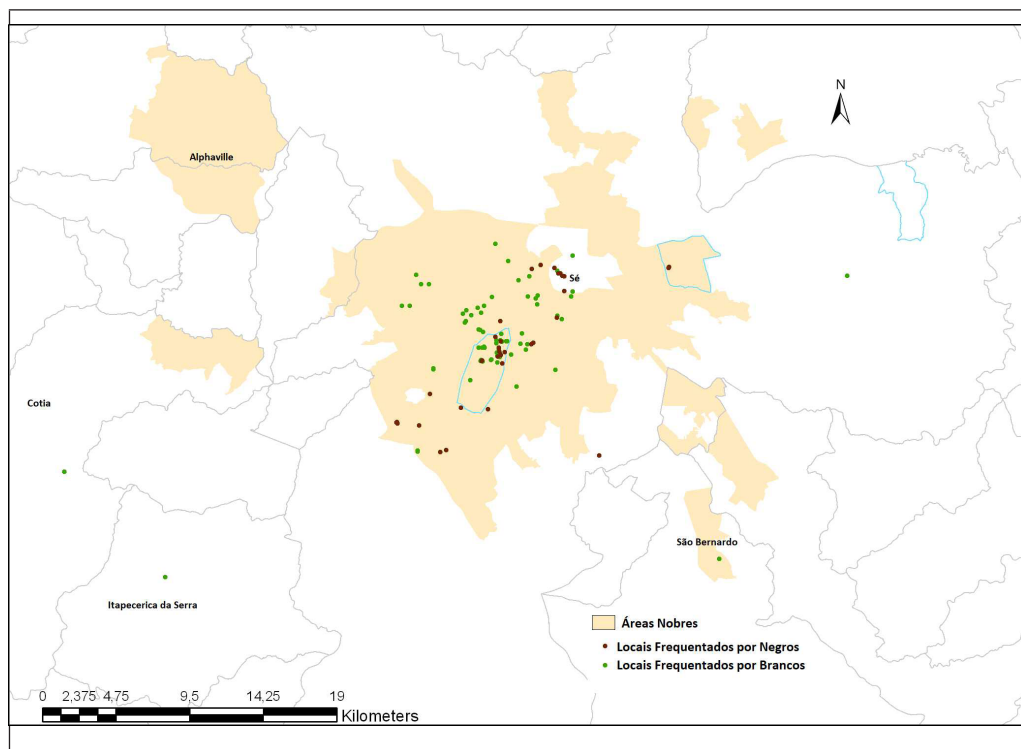 N
Alphaville
Sé
Cotia
São Bernardo
Itapecerica da Serra
Áreas Nobres
Locais Frequentados por Negros
Locais Frequentados por Brancos
0 2,375 4,75 9,5 14,25 19
Kilometers